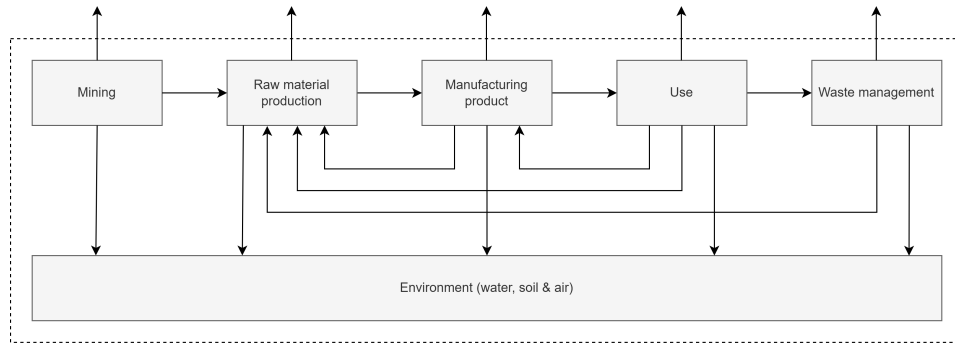 Mining
Raw material
production
Manufacturing
product
Use
Waste management
Environment (water, soil & air)